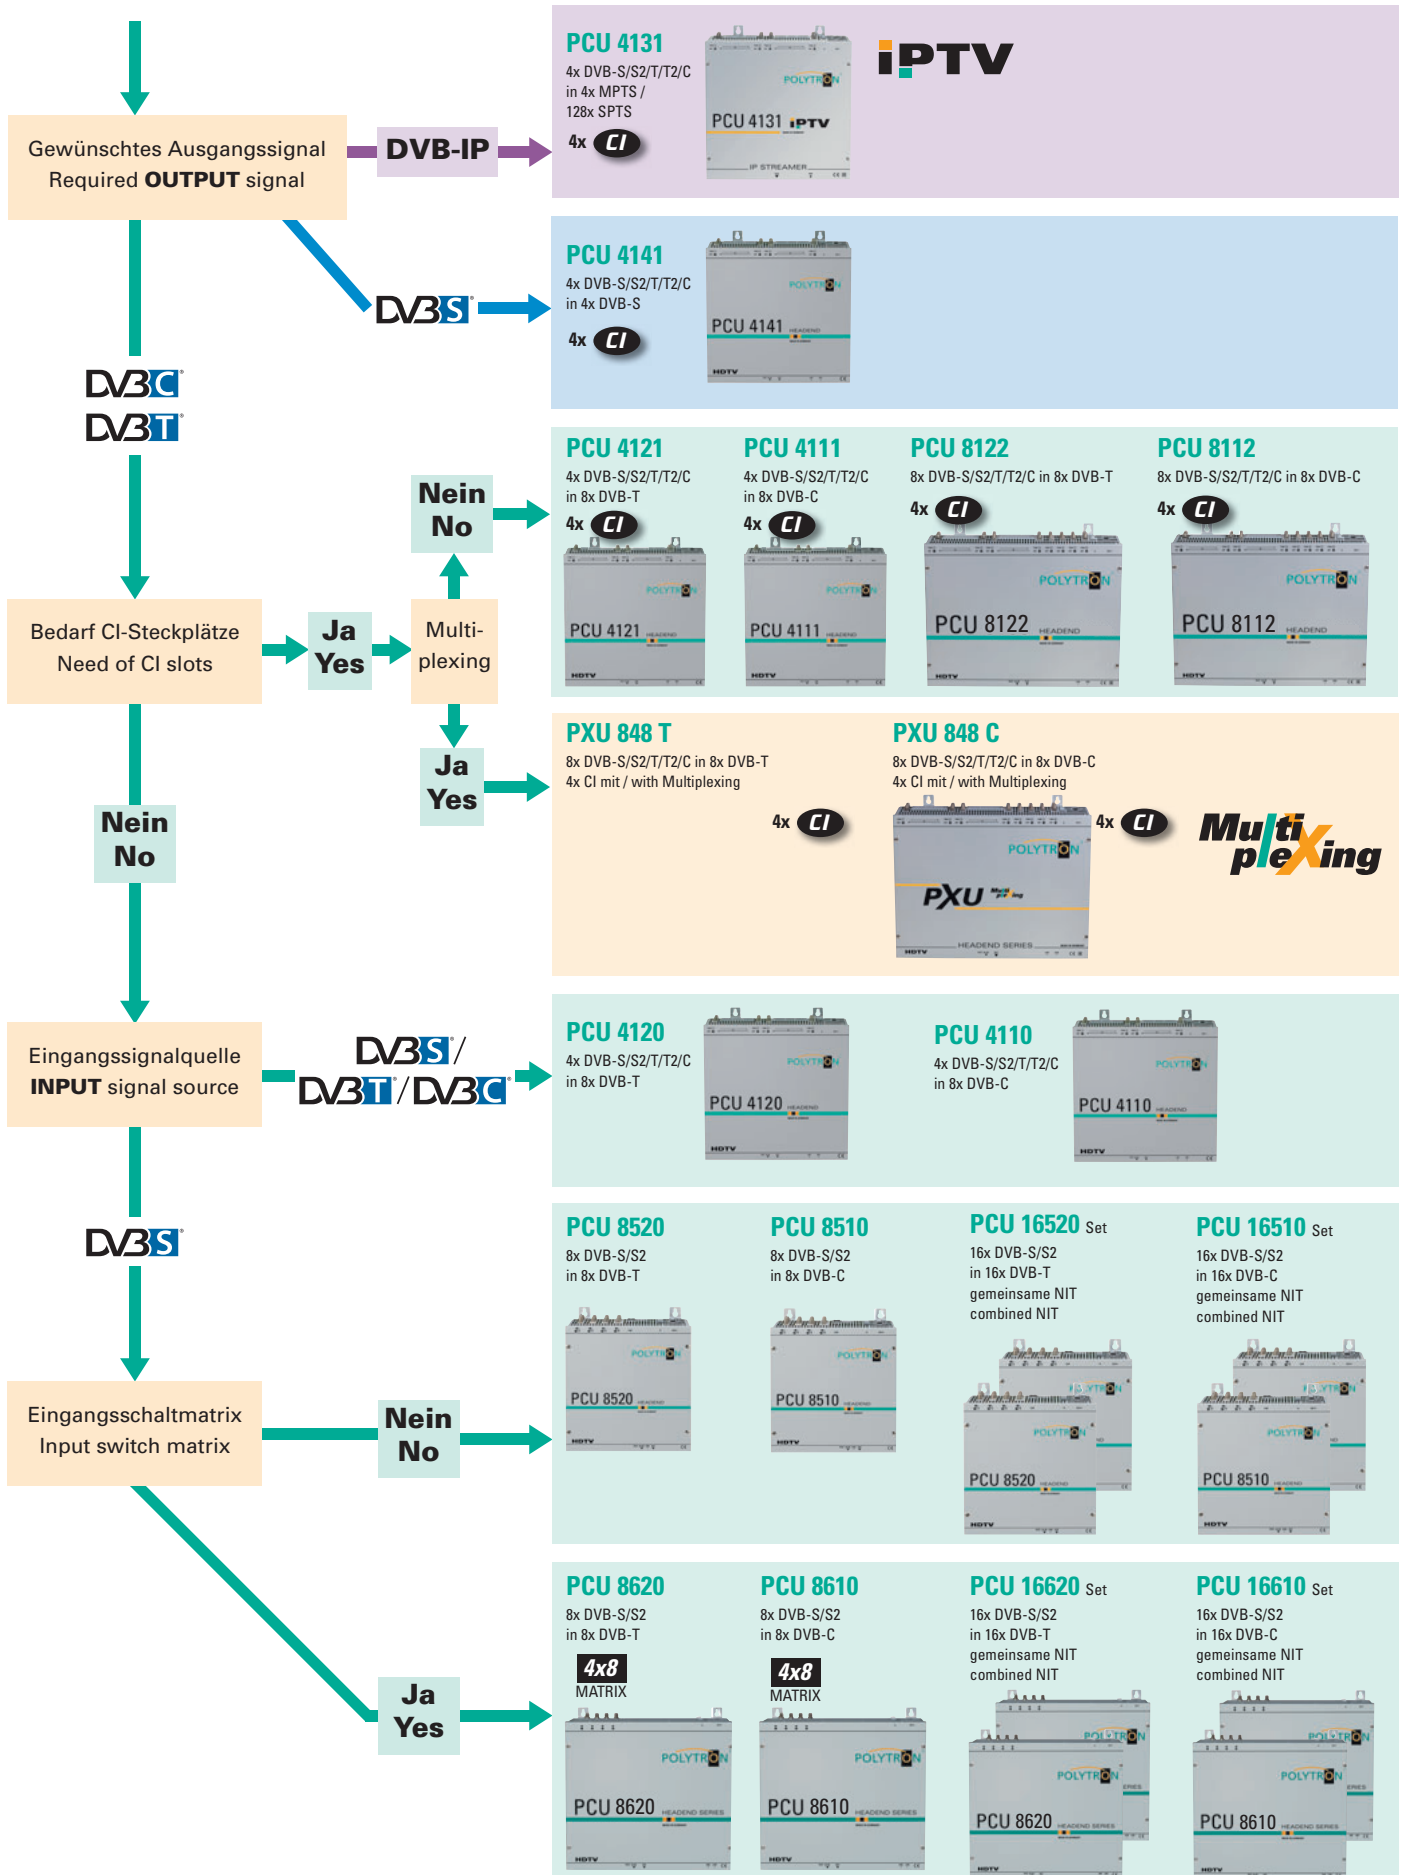 Gewünschtes Ausgangssignal
Required OUTPUT signal
DVB-IP
PCU 4131
4x DVB-S/S2/T/T2/C
in 4x MPTS /
128x SPTS
4x CI
POLYTRON
PCU 4131 iPTV
IP STREAMER
iPTV
DVB S
PCU 4141
4x DVB-S/S2/T/T2/C
in 4x DVB-S
4x CI
POLYTRON
PCU 4141 HEADEND
HDTV
DVB C
DVB T
Bedarf CI-Steckplätze
Need of CI slots
Ja
Yes
Multi-
plexing
Nein
No
PCU 4121
4x DVB-S/S2/T/T2/C
in 8x DVB-T
4x CI
POLYTRON
PCU 4121 HEADEND
HDTV
PCU 4111
4x DVB-S/S2/T/T2/C
in 8x DVB-C
4x CI
POLYTRON
PCU 4111 HEADEND
HDTV
PCU 8122
8x DVB-S/S2/T/T2/C in 8x DVB-T
4x CI
POLYTRON
PCU 8122 HEADEND
HDTV
PCU 8112
8x DVB-S/S2/T/T2/C in 8x DVB-C
4x CI
POLYTRON
PCU 8112 HEADEND
HDTV
Ja
Yes
PXU 848 T
8x DVB-S/S2/T/T2/C in 8x DVB-T
4x CI mit / with Multiplexing
4x CI
PXU 848 C
8x DVB-S/S2/T/T2/C in 8x DVB-C
4x CI mit / with Multiplexing
4x CI
POLYTRON
PXU Multiplexing
HEADEND SERIES
HDTV
Multi
plexing
Nein
No
Eingangssignalquelle
INPUT signal source
DVB S /
DVB T / DVB C
PCU 4120
4x DVB-S/S2/T/T2/C
in 8x DVB-T
POLYTRON
PCU 4120 HEADEND
HDTV
PCU 4110
4x DVB-S/S2/T/T2/C
in 8x DVB-C
POLYTRON
PCU 4110 HEADEND
HDTV
DVB S
Eingangsschaltmatrix
Input switch matrix
Nein
No
PCU 8520
8x DVB-S/S2
in 8x DVB-T
POLYTRON
PCU 8520 HEADEND
HDTV
PCU 8510
8x DVB-S/S2
in 8x DVB-C
POLYTRON
PCU 8510 HEADEND
HDTV
PCU 16520 Set
16x DVB-S/S2
in 16x DVB-T
gemeinsame NIT
combined NIT
POLYTRON
PCU 8520 HEADEND
HDTV
PCU 16510 Set
16x DVB-S/S2
in 16x DVB-C
gemeinsame NIT
combined NIT
POLYTRON
PCU 8510 HEADEND
HDTV
Ja
Yes
PCU 8620
8x DVB-S/S2
in 8x DVB-T
4x8
MATRIX
POLYTRON
PCU 8620 HEADEND SERIES
HDTV
PCU 8610
8x DVB-S/S2
in 8x DVB-C
4x8
MATRIX
POLYTRON
PCU 8610 HEADEND SERIES
HDTV
PCU 16620 Set
16x DVB-S/S2
in 16x DVB-T
gemeinsame NIT
combined NIT
POLYTRON
PCU 8620 HEADEND SERIES
HDTV
PCU 16610 Set
16x DVB-S/S2
in 16x DVB-C
gemeinsame NIT
combined NIT
POLYTRON
PCU 8610 HEADEND SERIES
HDTV